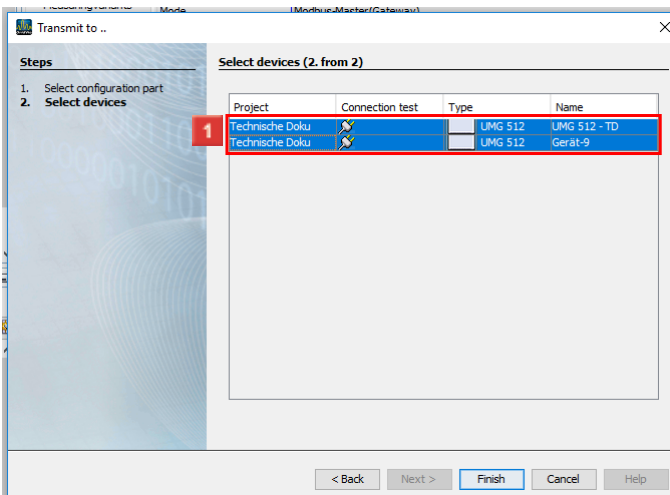 Measuringvariants Mode Modbus-Master(Gateway)
Transmit to ..
Steps
1. Select configuration part
2. Select devices
Select devices (2. from 2)
Project Connection test Type Name
1
Technische Doku UMG 512 UMG 512 - TD
Technische Doku UMG 512 Gerät-9
< Back Next > Finish Cancel Help